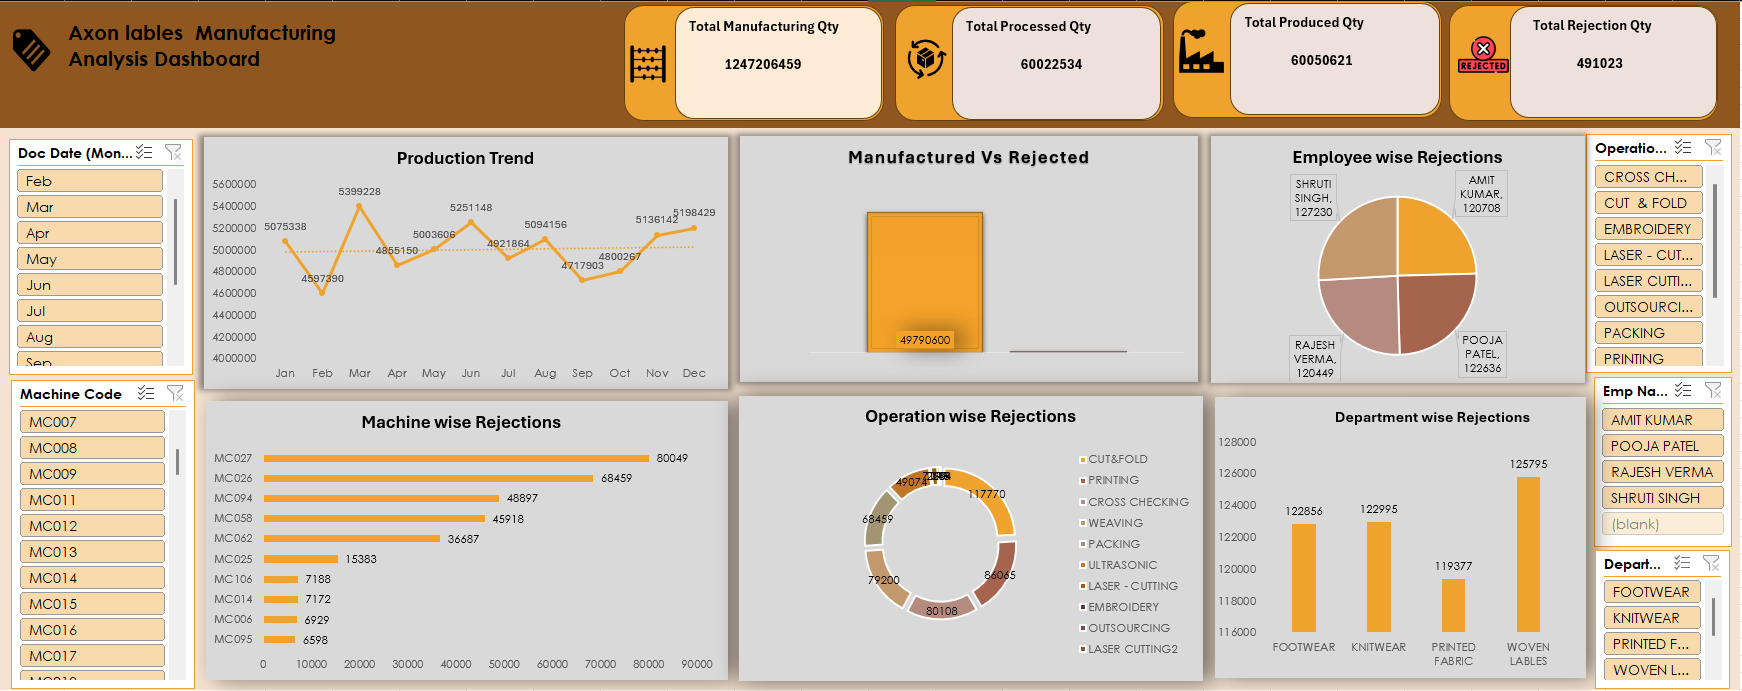 Axon lables  Manufacturing
Analysis Dashboard
Total Manufacturing Qty
1247206459
Total Processed Qty
60022534
Total Produced Qty
60050621
REJECTED
Total Rejection Qty
491023
Doc Date (Mon...
Feb
Mar
Apr
May
Jun
Jul
Aug
Sep
Machine Code
MC007
MC008
MC009
MC011
MC012
MC013
MC014
MC015
MC016
MC017
Production Trend
5600000
5400000
5200000
5000000
4800000
4600000
4400000
4200000
4000000
5075338
4597390
5399228
4855150
5003606
5251148
4921864
5094156
4717903
4800267
5136142
5198429
Jan Feb Mar Apr May Jun Jul Aug Sep Oct Nov Dec
Manufactured Vs Rejected
49790600
Employee wise Rejections
SHRUTI
SINGH,
127230
AMIT
KUMAR,
120708
RAJESH
VERMA,
120449
POOJA
PATEL,
122636
Machine wise Rejections
MC027 80049
MC026 68459
MC094 48897
MC058 45918
MC062 36687
MC025 15383
MC106 7188
MC014 7172
MC006 6929
MC095 6598
0 10000 20000 30000 40000 50000 60000 70000 80000 90000
Operation wise Rejections
117770
86065
80108
79200
68459
49074
CUT&FOLD
PRINTING
CROSS CHECKING
WEAVING
PACKING
ULTRASONIC
LASER - CUTTING
EMBROIDERY
OUTSOURCING
LASER CUTTING2
Department wise Rejections
128000
126000
124000
122000
120000
118000
116000
122856
122995
119377
125795
FOOTWEAR
KNITWEAR
PRINTED
FABRIC
WOVEN
LABLES
Operatio...
CROSS CH...
CUT  & FOLD
EMBROIDERY
LASER - CUT...
LASER CUTTI...
OUTSOURCI...
PACKING
PRINTING
Emp Na...
AMIT KUMAR
POOJA PATEL
RAJESH VERMA
SHRUTI SINGH
(blank)
Depart...
FOOTWEAR
KNITWEAR
PRINTED F...
WOVEN L...